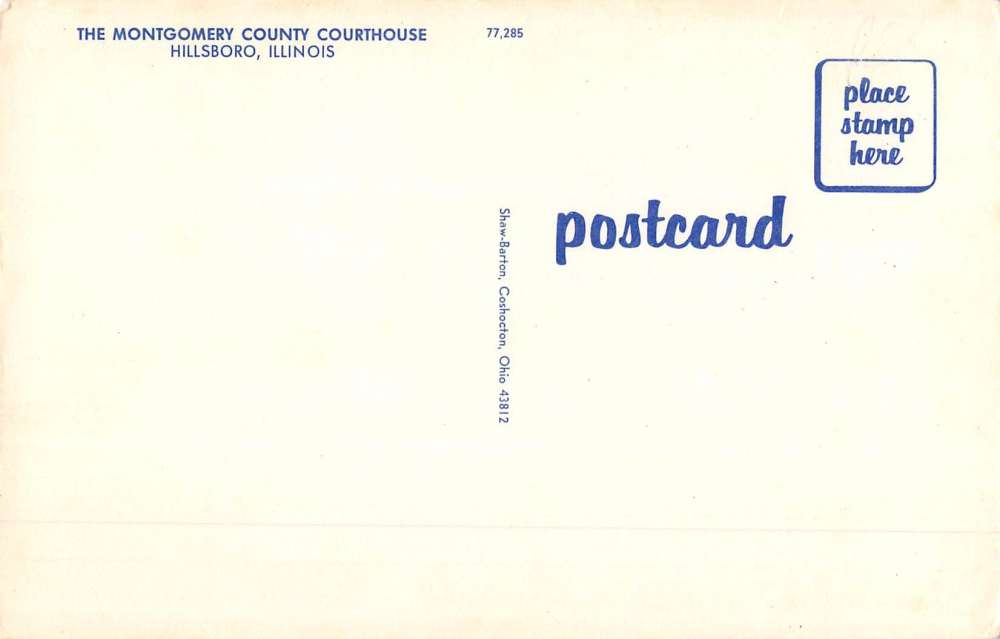 THE MONTGOMERY COUNTY COURTHOUSE
HILLSBORO, ILLINOIS
77,285
place
stamp
here
postcard
Shaw-Barton, Coshocton, Ohio 43812